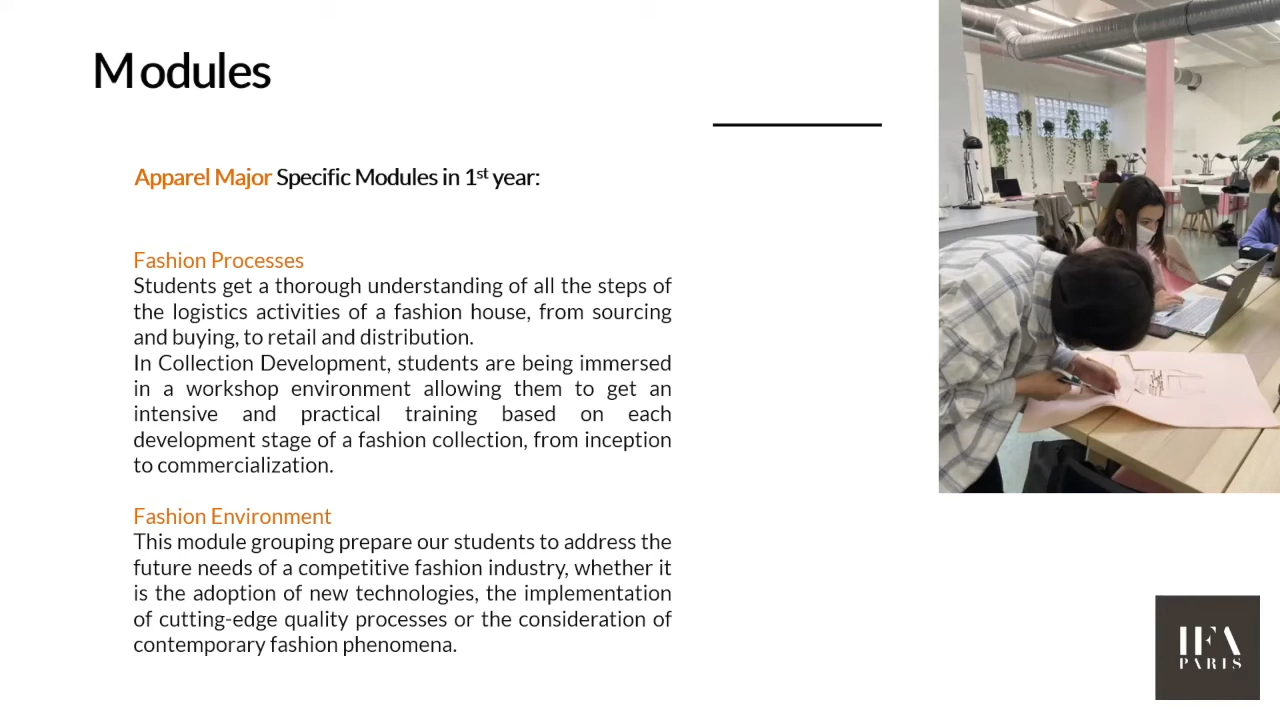 Modules
Apparel Major Specific Modules in 1st year:
Fashion Processes
Students get a thorough understanding of all the steps of
the logistics activities of a fashion house, from sourcing
and buying, to retail and distribution.
In Collection Development, students are being immersed
in a workshop environment allowing them to get an
intensive and practical training based on each
development stage of a fashion collection, from inception
to commercialization.
Fashion Environment
This module grouping prepare our students to address the
future needs of a competitive fashion industry, whether it
is the adoption of new technologies, the implementation
of cutting-edge quality processes or the consideration of
contemporary fashion phenomena.
IFA
PARIS